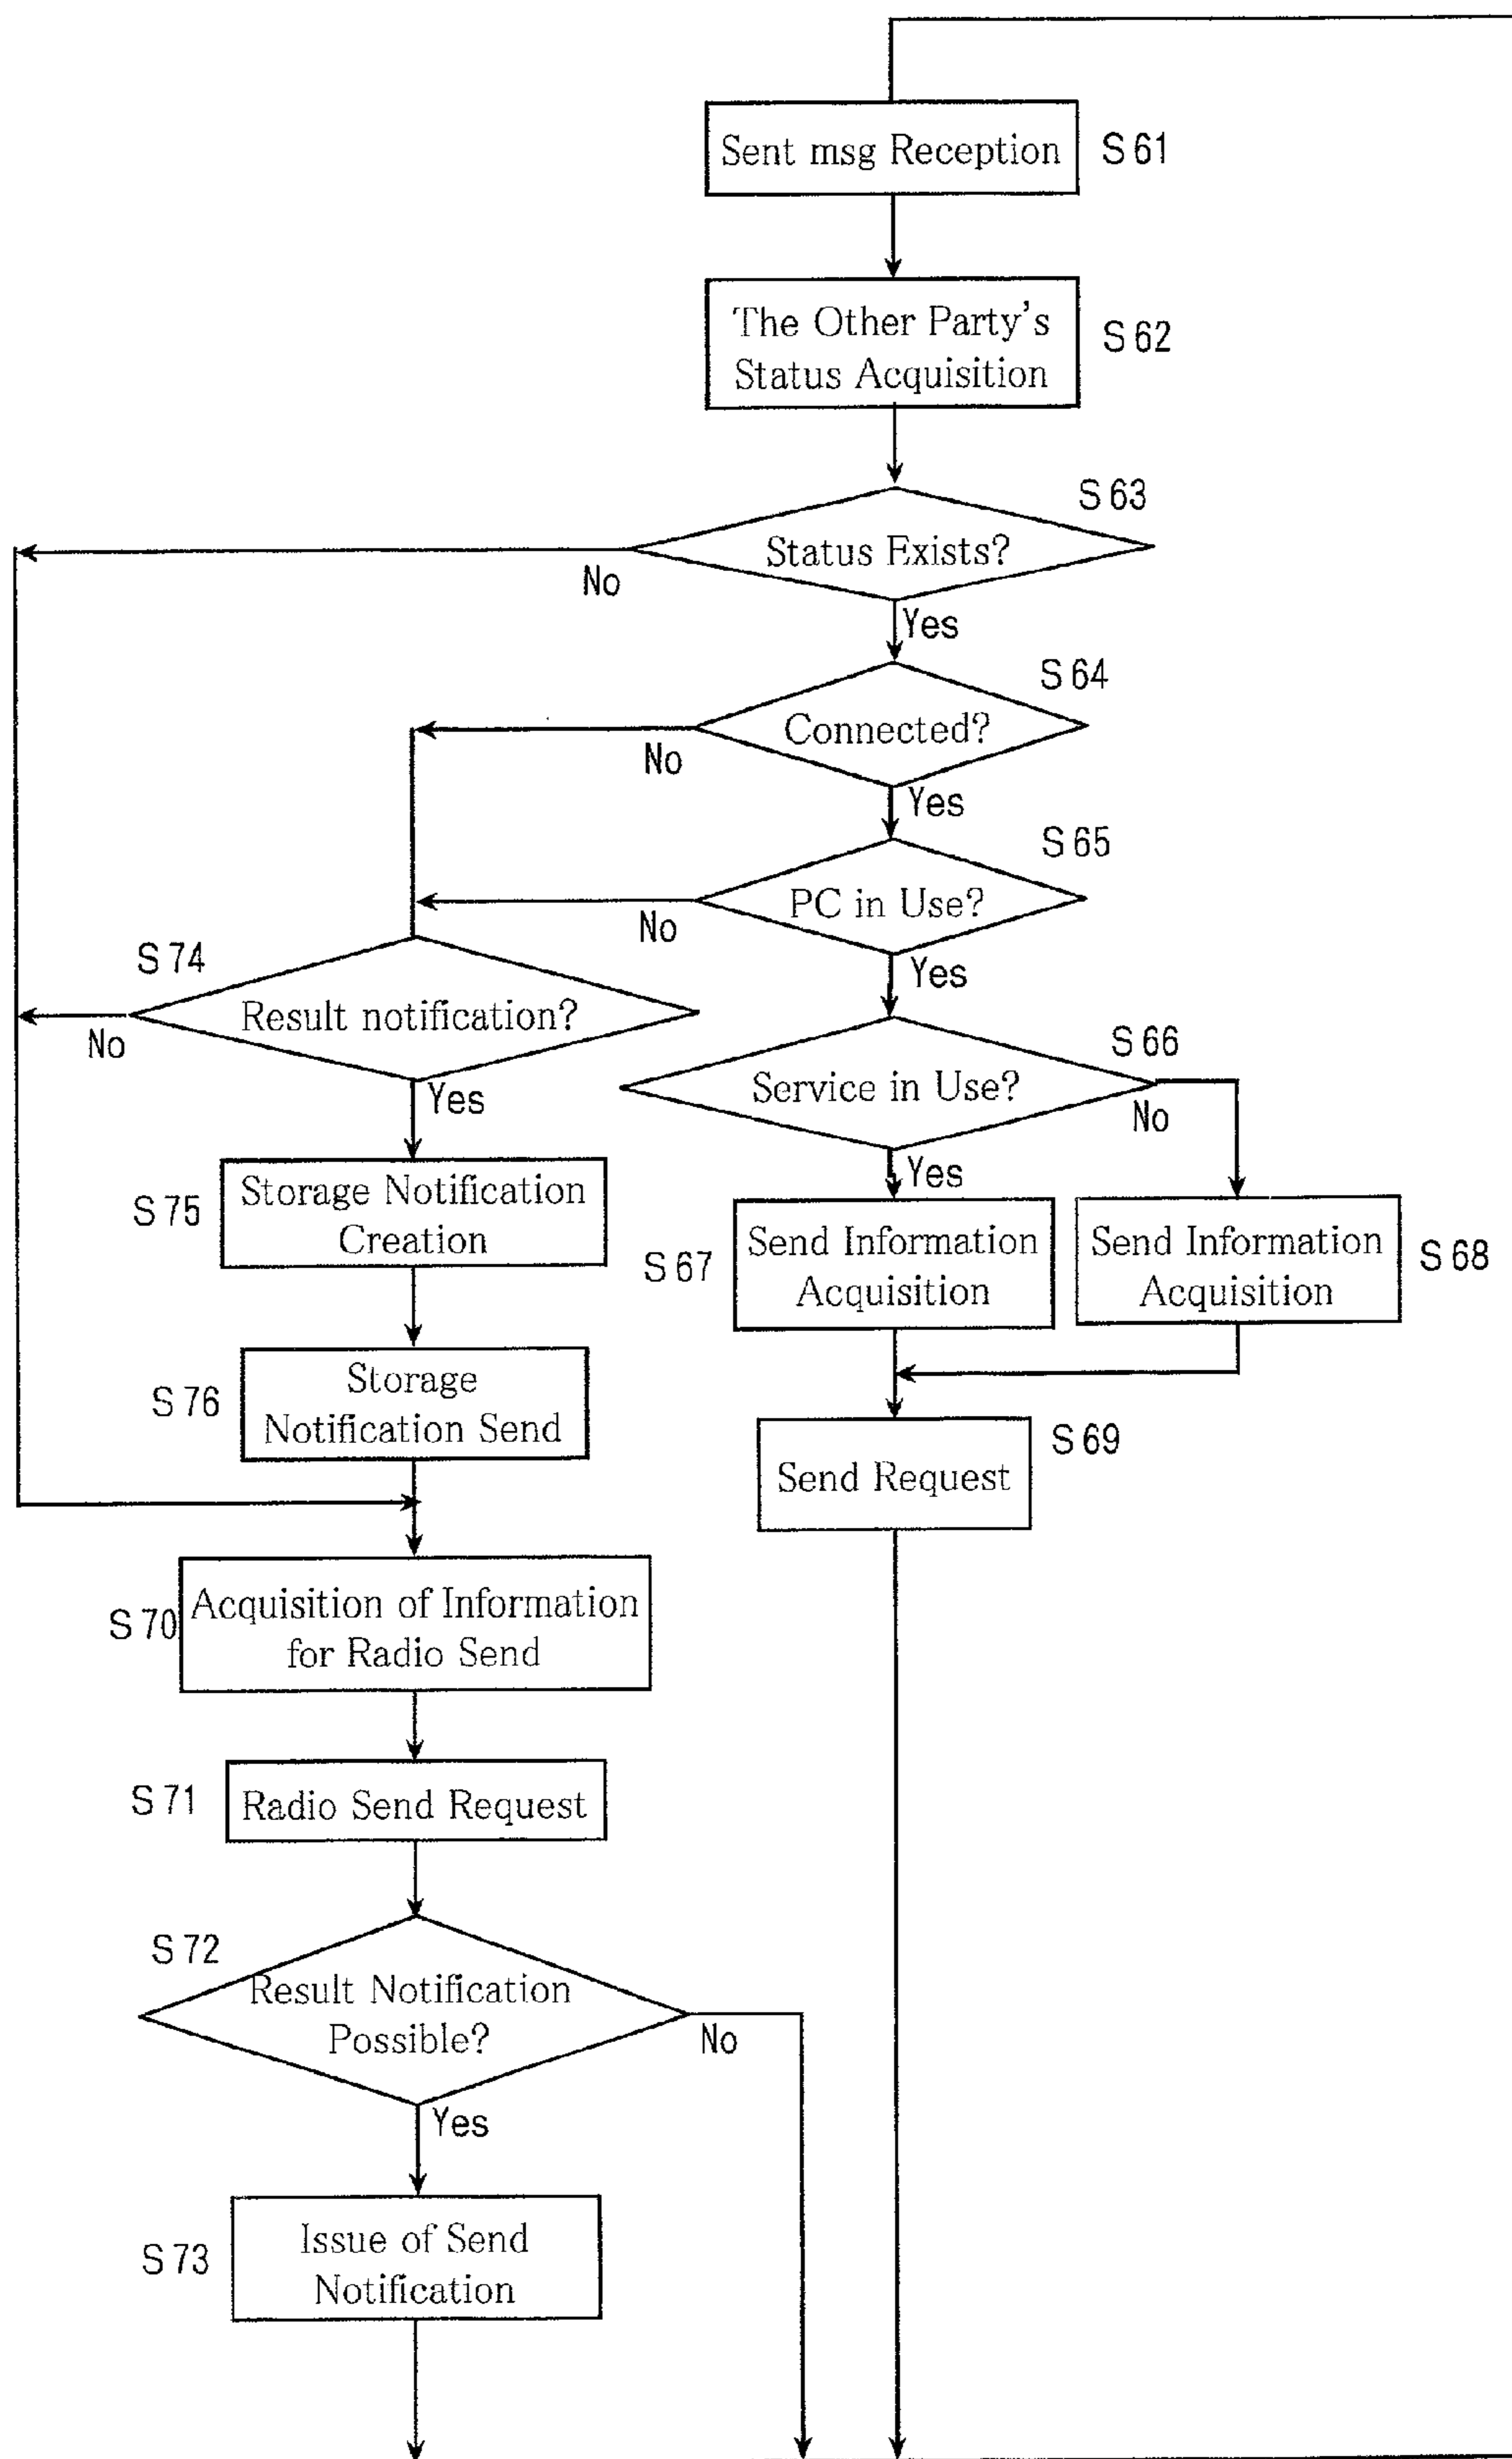 Sent msg Reception
S 61
The Other Party's
Status Acquisition
S 62
S 63
Status Exists?
No
Yes
S 64
Connected?
No
Yes
S 65
PC in Use?
No
Yes
S 74
Result notification?
No
Yes
S 66
Service in Use?
No
Yes
S 75
Storage Notification
Creation
S 67
Send Information
Acquisition
Send Information
Acquisition
S 68
S 76
Storage
Notification Send
S 69
Send Request
S 70
Acquisition of Information
for Radio Send
S 71
Radio Send Request
S 72
Result Notification
Possible?
No
Yes
S 73
Issue of Send
Notification